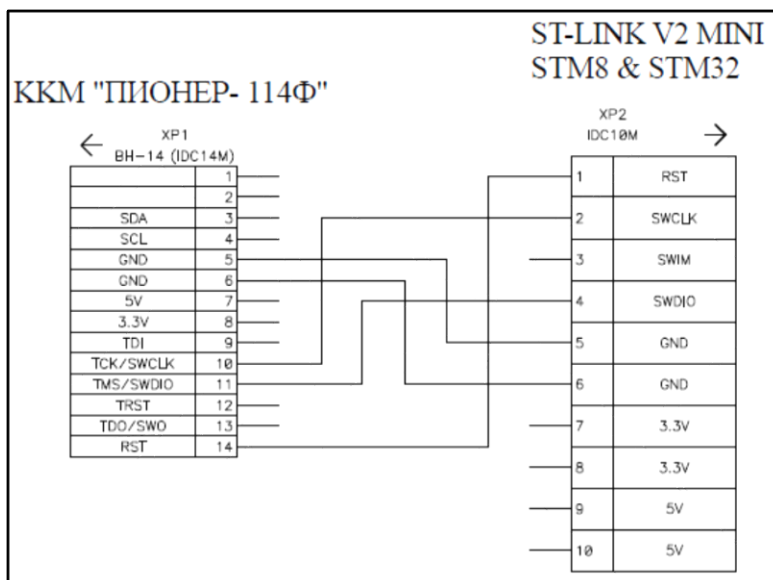 ST-LINK V2 MINI
STM8 & STM32
ККМ "ПИОНЕР- 114Ф"
XP1
BH-14 (IDC14M)
1
2
SDA 3
SCL 4
GND 5
GND 6
5V 7
3.3V 8
TDI 9
TCK/SWCLK 10
TMS/SWDIO 11
TRST 12
TDO/SWO 13
RST 14
XP2
IDC10M
1 RST
2 SWCLK
3 SWIM
4 SWDIO
5 GND
6 GND
7 3.3V
8 3.3V
9 5V
10 5V